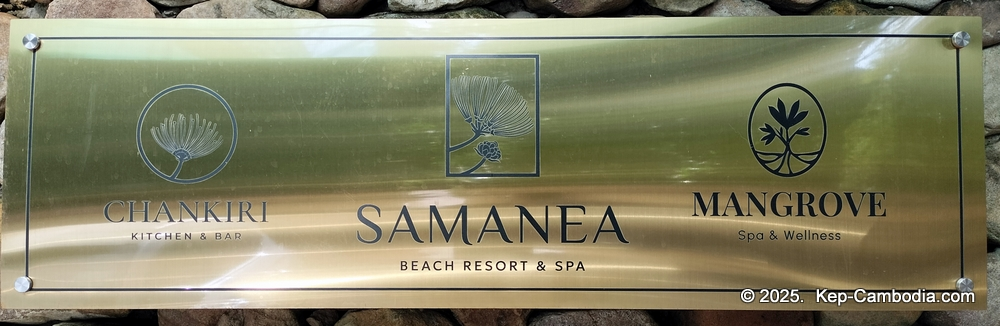 CHANKIRI
KITCHEN & BAR
SAMANEA
BEACH RESORT & SPA
MANGROVE
Spa & Wellness
© 2025. Kep-Cambodia.com